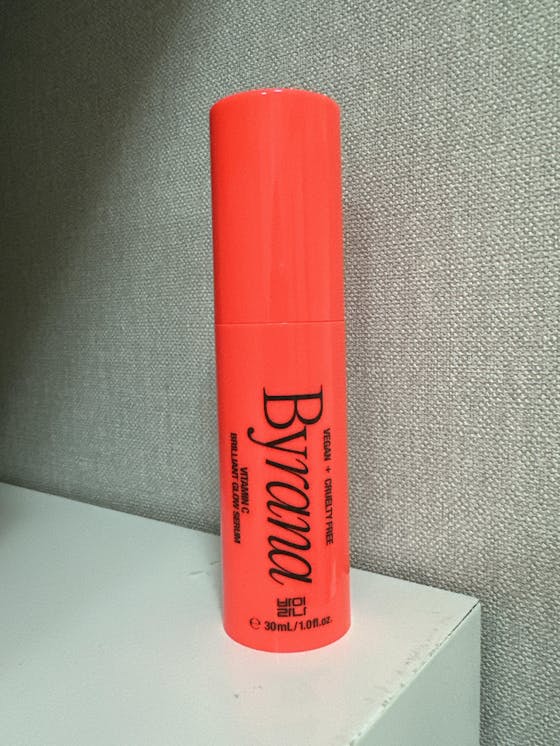 VEGAN + CRUELTY FREE
Byrana
VITAMIN C
BRILLIANT GLOW SERUM
바이
라나
e 30mL/1.0fl.oz.